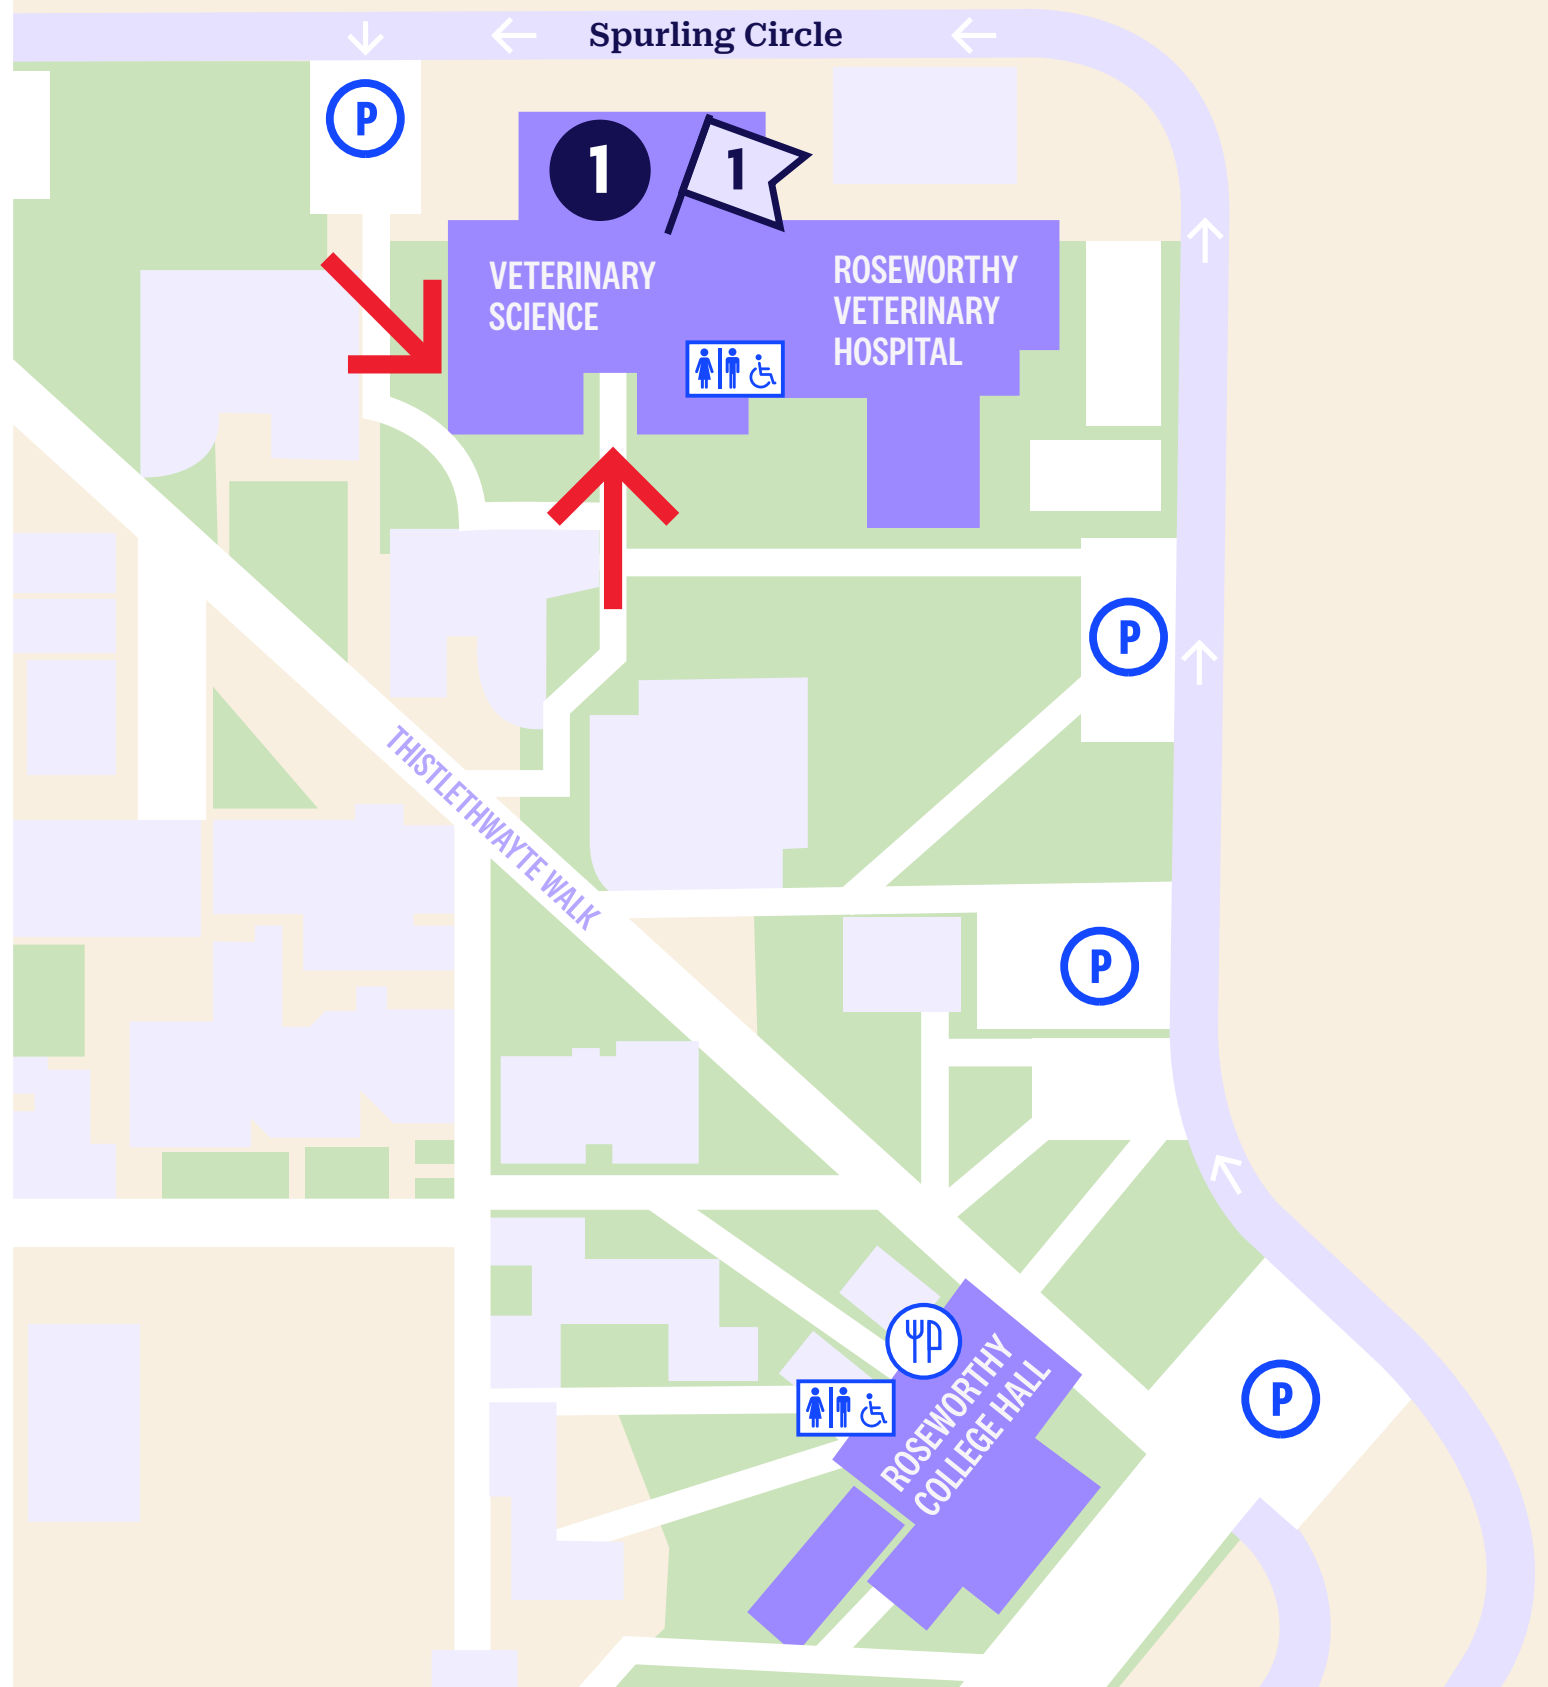 Spurling Circle
P
1
1
VETERINARY
SCIENCE
ROSEWORTHY
VETERINARY
HOSPITAL
P
THISTLETHWAYTE WALK
P
ROSEWORTHY
COLLEGE HALL
P